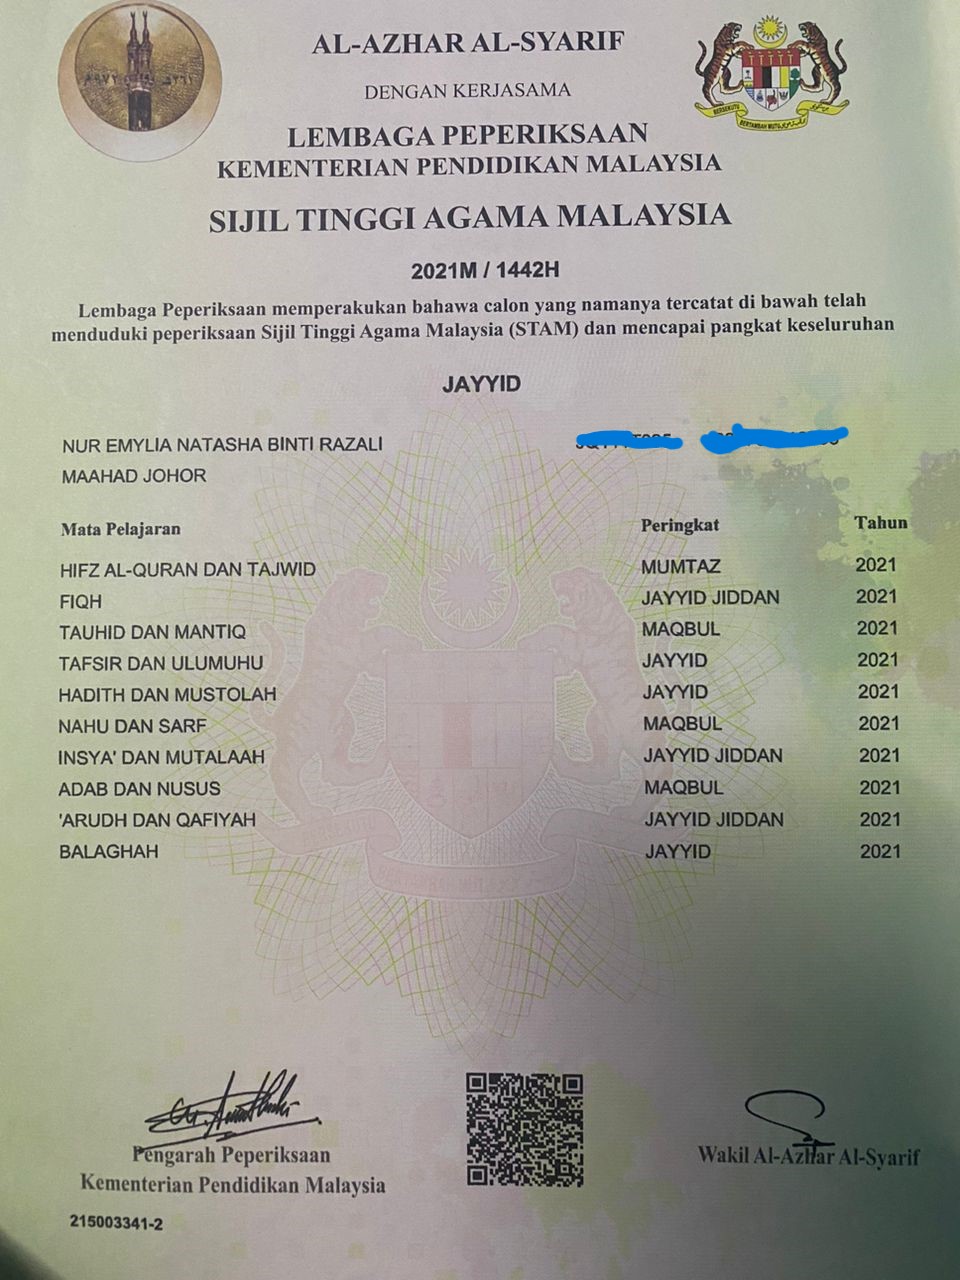 AL-AZHAR AL-SYARIF
DENGAN KERJASAMA
LEMBAGA PEPERIKSAAN
KEMENTERIAN PENDIDIKAN MALAYSIA
SIJIL TINGGI AGAMA MALAYSIA
2021M / 1442H
Lembaga Peperiksaan memperakukan bahawa calon yang namanya tercatat di bawah telah
menduduki peperiksaan Sijil Tinggi Agama Malaysia (STAM) dan mencapai pangkat keseluruhan
JAYYID
NUR EMYLIA NATASHA BINTI RAZALI
MAAHAD JOHOR
Mata Pelajaran Peringkat Tahun
HIFZ AL-QURAN DAN TAJWID MUMTAZ 2021
FIQH JAYYID JIDDAN 2021
TAUHID DAN MANTIQ MAQBUL 2021
TAFSIR DAN ULUMUHU JAYYID 2021
HADITH DAN MUSTOLAH JAYYID 2021
NAHU DAN SARF MAQBUL 2021
INSYA' DAN MUTALAAH JAYYID JIDDAN 2021
ADAB DAN NUSUS MAQBUL 2021
'ARUDH DAN QAFIYAH JAYYID JIDDAN 2021
BALAGHAH JAYYID 2021
Pengarah Peperiksaan
Kementerian Pendidikan Malaysia
Wakil Al-Azhar Al-Syarif
215003341-2